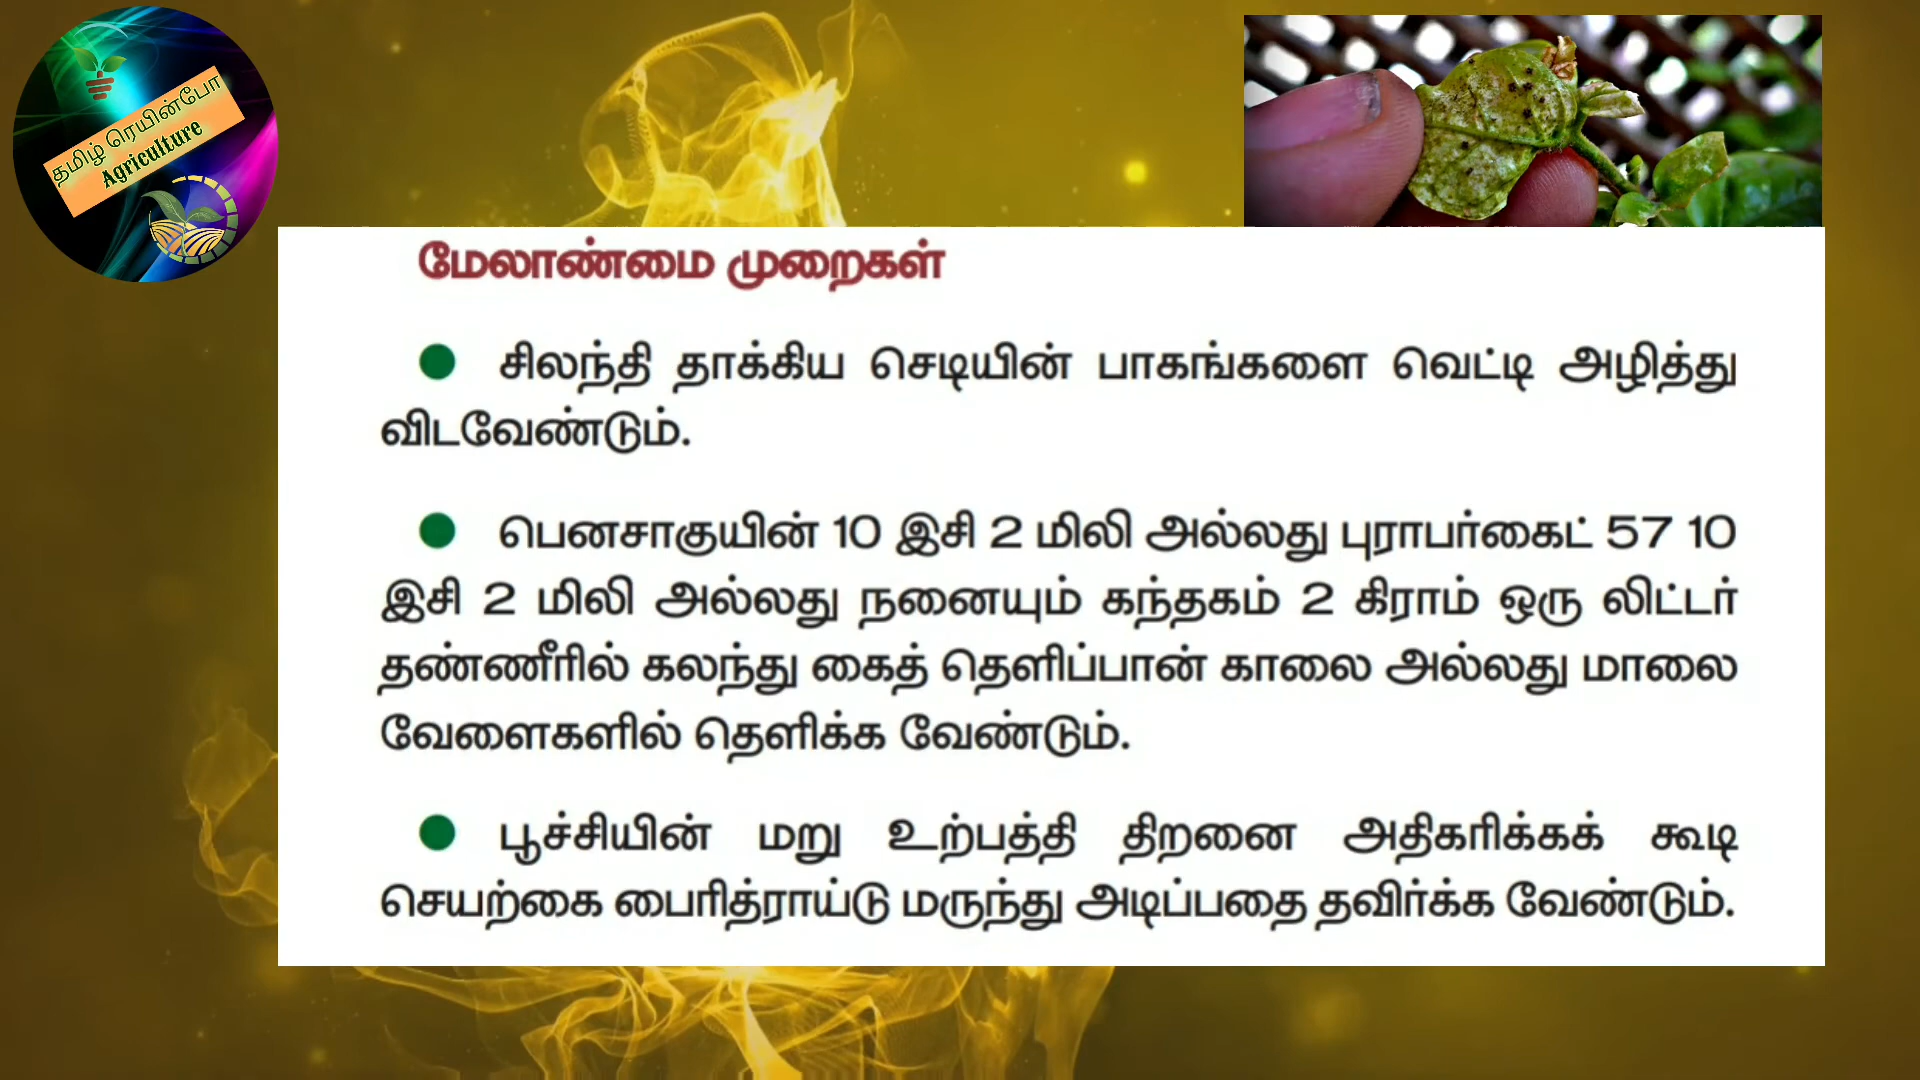 தமிழ் ரெயின்போ
Agriculture
மேலாண்மை முறைகள்
● சிலந்தி தாக்கிய செடியின் பாகங்களை வெட்டி அழித்து
விடவேண்டும்.
● பெனசாகுயின் 10 இசி 2 மிலி அல்லது புராபர்கைட் 57 10
இசி 2 மிலி அல்லது நனையும் கந்தகம் 2 கிராம் ஒரு லிட்டர்
தண்ணீரில் கலந்து கைத் தெளிப்பான் காலை அல்லது மாலை
வேளைகளில் தெளிக்க வேண்டும்.
● பூச்சியின் மறு உற்பத்தி திறனை அதிகரிக்கக் கூடி
செயற்கை பைரித்ராய்டு மருந்து அடிப்பதை தவிர்க்க வேண்டும்.